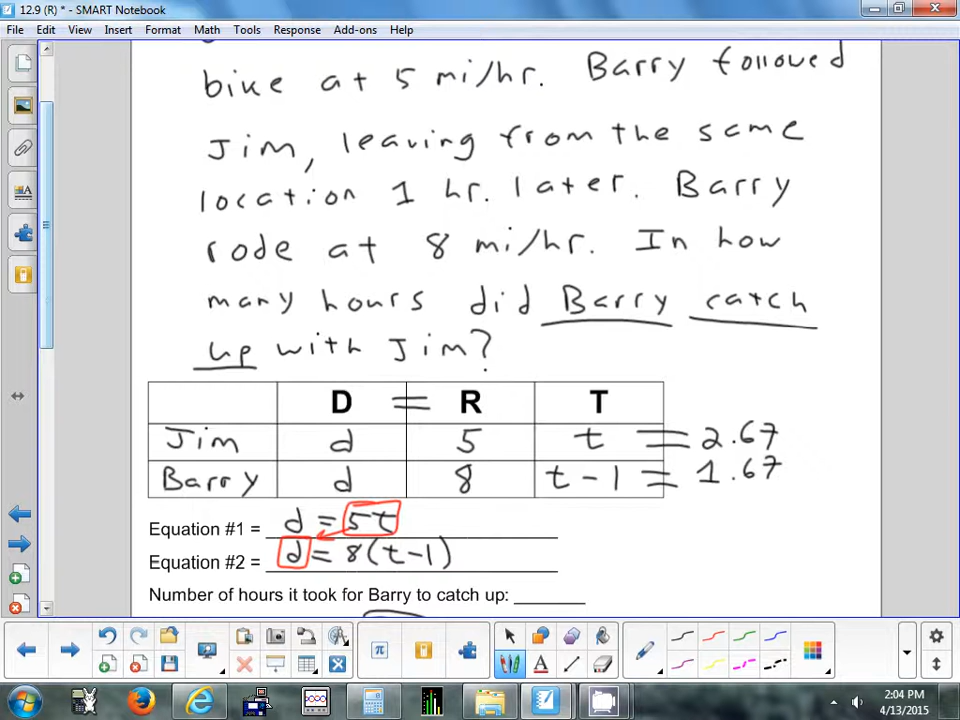 12.9 (R) * - SMART Notebook
File Edit View Insert Format Math Tools Response Add-ons Help
bike at 5 mi/hr. Barry followed
Jim, leaving from the same
location 1 hr. later. Barry
rode at 8 mi/hr. In how
many hours did Barry catch
up with Jim?
D = R T
Jim d 5 t = 2.67
Barry d 8 t-1 = 1.67
Equation #1 = d = 5t
Equation #2 = d = 8(t-1)
Number of hours it took for Barry to catch up:
2:04 PM
4/13/2015